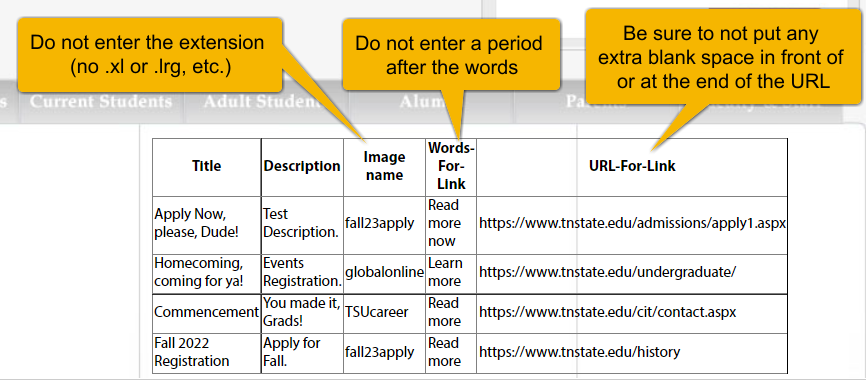 Do not enter the extension
(no .xl or .lrg, etc.)
Do not enter a period
after the words
Be sure to not put any
extra blank space in front of
or at the end of the URL
s Current Students Adult Studen Alum Pa
Title Description Image name Words-For-Link URL-For-Link
Apply Now, please, Dude! Test Description. fall23apply Read more now https://www.tnstate.edu/admissions/apply1.aspx
Homecoming, coming for ya! Events Registration. globalonline Learn more https://www.tnstate.edu/undergraduate/
Commencement You made it, Grads! TSUcareer Read more https://www.tnstate.edu/cit/contact.aspx
Fall 2022 Registration Apply for Fall. fall23apply Read more https://www.tnstate.edu/history